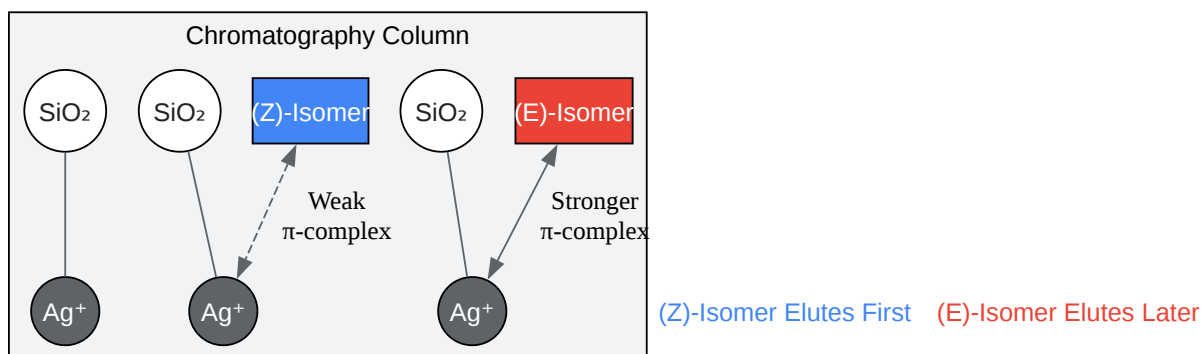 Chromatography Column
SiO₂
SiO₂
(Z)-Isomer
SiO₂
(E)-Isomer
Weak
π-complex
Stronger
π-complex
Ag⁺
Ag⁺
Ag⁺
(Z)-Isomer Elutes First
(E)-Isomer Elutes Later